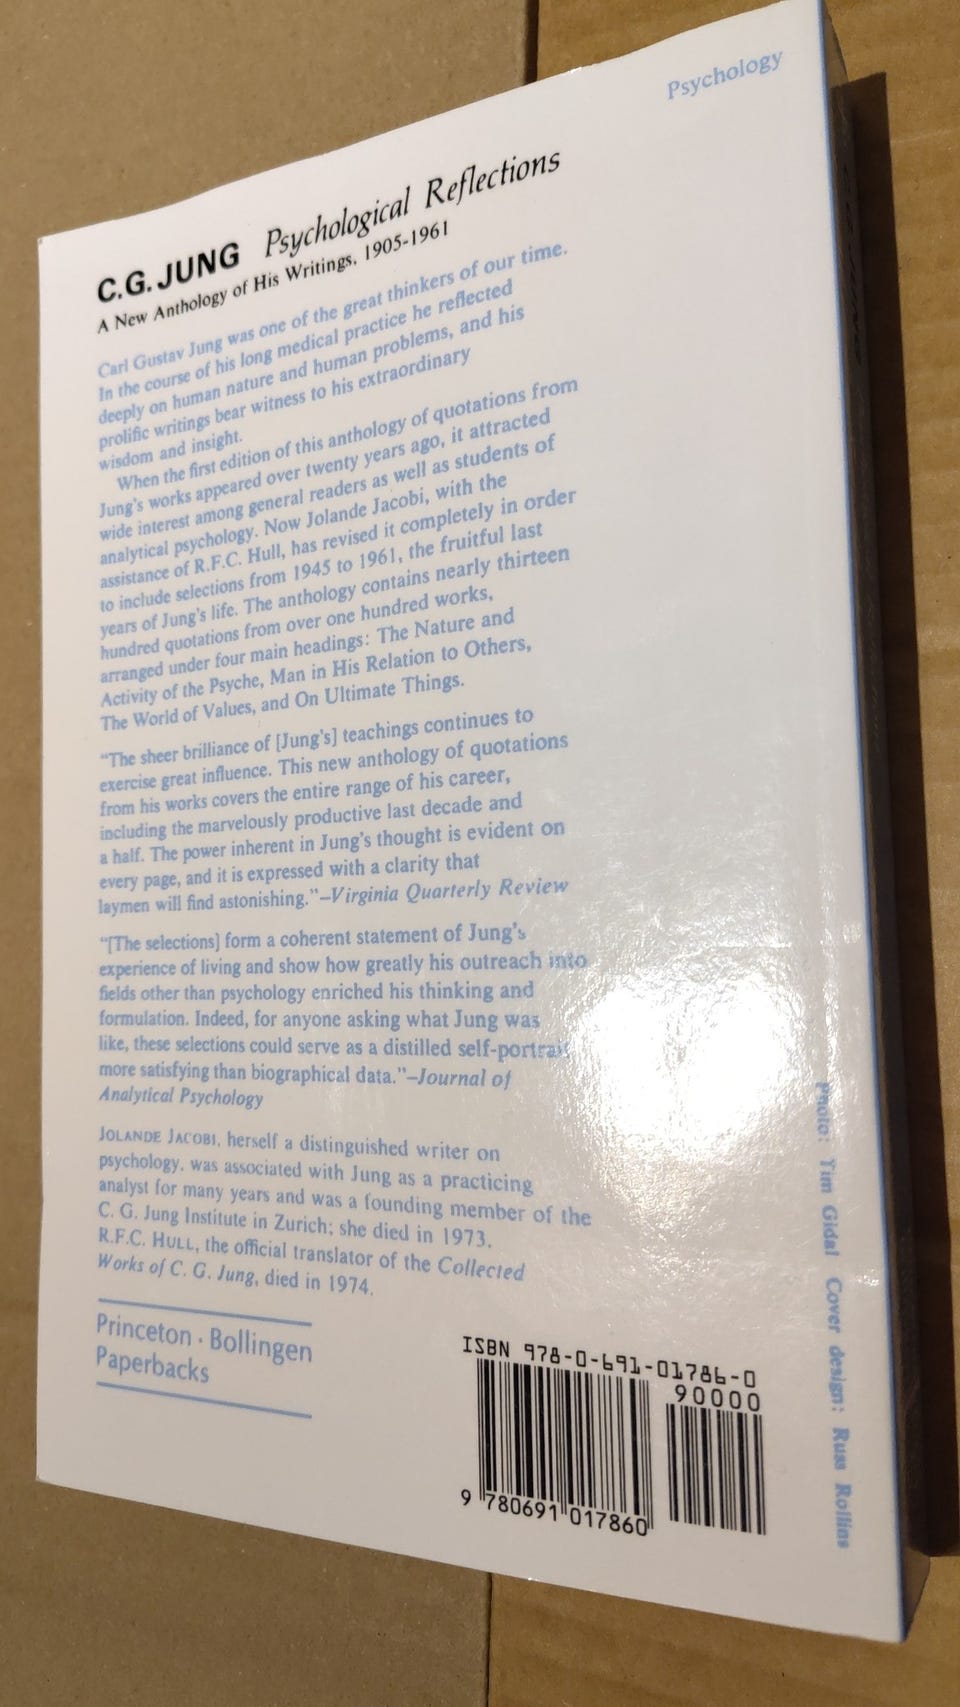 Psychology
C.G. JUNG Psychological Reflections
A New Anthology of His Writings, 1905-1961
Carl Gustav Jung was one of the great thinkers of our time.
In the course of his long medical practice he reflected
deeply on human nature and human problems, and his
prolific writings bear witness to his extraordinary
wisdom and insight.
When the first edition of this anthology of quotations from
Jung's works appeared over twenty years ago, it attracted
wide interest among general readers as well as students of
analytical psychology. Now Jolande Jacobi, with the
assistance of R.F.C. Hull, has revised it completely in order
to include selections from 1945 to 1961, the fruitful last
years of Jung's life. The anthology contains nearly thirteen
hundred quotations from over one hundred works,
arranged under four main headings: The Nature and
Activity of the Psyche, Man in His Relation to Others,
The World of Values, and On Ultimate Things.
“The sheer brilliance of [Jung's] teachings continues to
exercise great influence. This new anthology of quotations
from his works covers the entire range of his career,
including the marvelously productive last decade and
a half. The power inherent in Jung's thought is evident on
every page, and it is expressed with a clarity that
laymen will find astonishing.”–Virginia Quarterly Review
“[The selections] form a coherent statement of Jung's
experience of living and show how greatly his outreach into
fields other than psychology enriched his thinking and
formulation. Indeed, for anyone asking what Jung was
like, these selections could serve as a distilled self-portrait
more satisfying than biographical data.”–Journal of
Analytical Psychology
JOLANDE JACOBI, herself a distinguished writer on
psychology, was associated with Jung as a practicing
analyst for many years and was a founding member of the
C. G. Jung Institute in Zurich; she died in 1973.
R.F.C. HULL, the official translator of the Collected
Works of C. G. Jung, died in 1974.
Princeton · Bollingen
Paperbacks
ISBN 978-0-691-01786-0
90000
9 780691 017860
Photo: Tim Gidal Cover design: Russ Rollins